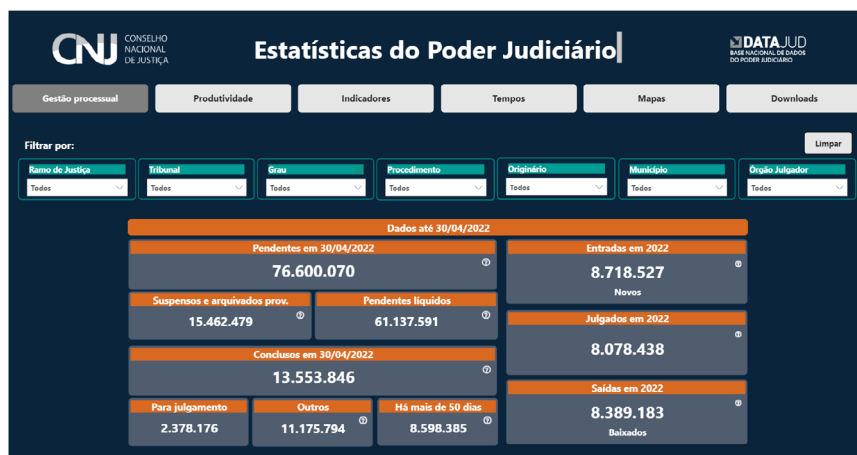 CNJ CONSELHO NACIONAL DE JUSTIÇA
Estatísticas do Poder Judiciário
DATAJUD
BASE NACIONAL DE DADOS
DO PODER JUDICIÁRIO
Gestão processual Produtividade Indicadores Tempos Mapas Downloads
Filtrar por: Limpar
Ramo de Justiça Tribunal Grau Procedimento Originário Município Órgão Julgador
Todos Todos Todos Todos Todos Todos Todos
Dados até 30/04/2022
Pendentes em 30/04/2022
76.600.070
Suspensos e arquivados prov. Pendentes líquidos
15.462.479 61.137.591
Conclusos em 30/04/2022
13.553.846
Para julgamento Outros Há mais de 50 dias
2.378.176 11.175.794 8.598.385
Entradas em 2022
8.718.527
Novos
Julgados em 2022
8.078.438
Saídas em 2022
8.389.183
Baixados